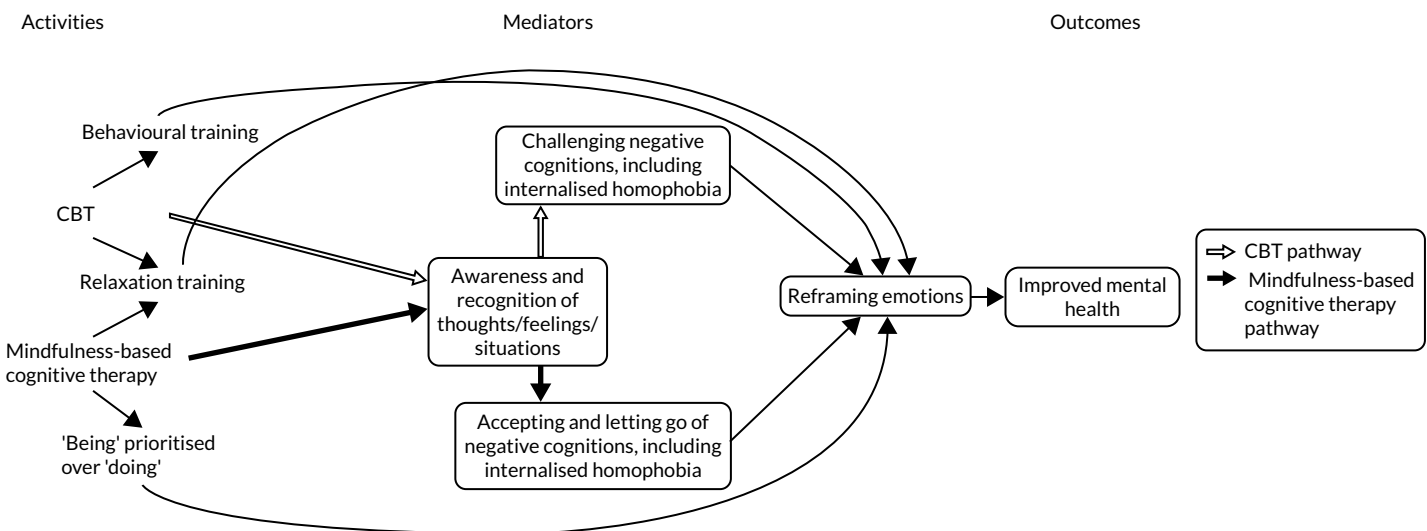 Activities
Mediators
Outcomes
Behavioural training
CBT
Relaxation training
Mindfulness-based
cognitive therapy
'Being' prioritised
over 'doing'
Challenging negative
cognitions, including
internalised homophobia
Awareness and
recognition of
thoughts/feelings/
situations
Accepting and letting go of
negative cognitions, including
internalised homophobia
Reframing emotions
Improved mental
health
CBT pathway
Mindfulness-based
cognitive therapy
pathway